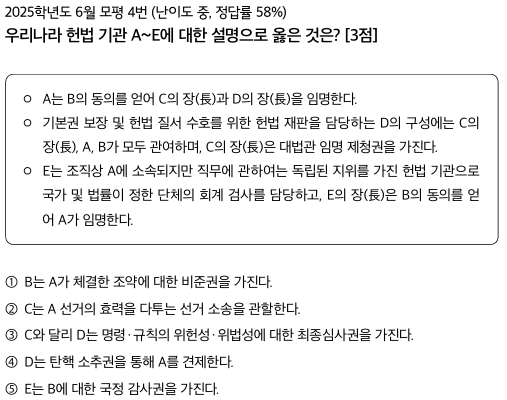 2025학년도 6월 모평 4번 (난이도 중, 정답률 58%)
우리나라 헌법 기관 A~E에 대한 설명으로 옳은 것은? [3점]
○ A는 B의 동의를 얻어 C의 장(長)과 D의 장(長)을 임명한다.
○ 기본권 보장 및 헌법 질서 수호를 위한 헌법 재판을 담당하는 D의 구성에는 C의
장(長), A, B가 모두 관여하며, C의 장(長)은 대법관 임명 제청권을 가진다.
○ E는 조직상 A에 소속되지만 직무에 관하여는 독립된 지위를 가진 헌법 기관으로
국가 및 법률이 정한 단체의 회계 검사를 담당하고, E의 장(長)은 B의 동의를 얻
어 A가 임명한다.
① B는 A가 체결한 조약에 대한 비준권을 가진다.
② C는 A 선거의 효력을 다투는 선거 소송을 관할한다.
③ C와 달리 D는 명령·규칙의 위헌성·위법성에 대한 최종심사권을 가진다.
④ D는 탄핵 소추권을 통해 A를 견제한다.
⑤ E는 B에 대한 국정 감사권을 가진다.